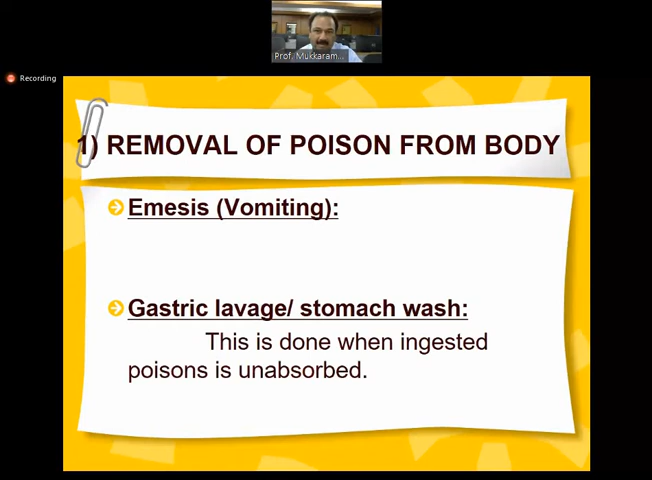 Prof. Mukkaram...
Recording
1) REMOVAL OF POISON FROM BODY
Emesis (Vomiting):
Gastric lavage/ stomach wash:
This is done when ingested
poisons is unabsorbed.